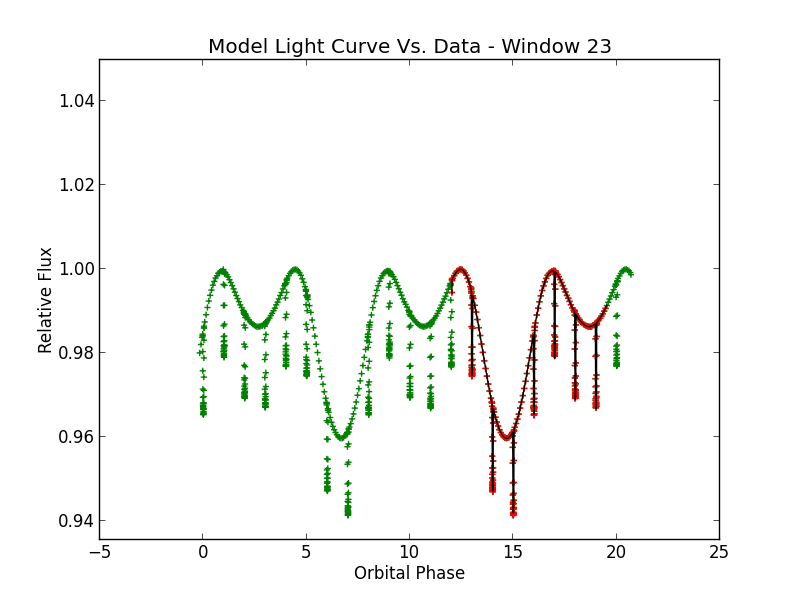 Model Light Curve Vs. Data - Window 23
1.04
1.02
1.00
0.98
0.96
0.94
Relative Flux
−5 0 5 10 15 20 25
Orbital Phase